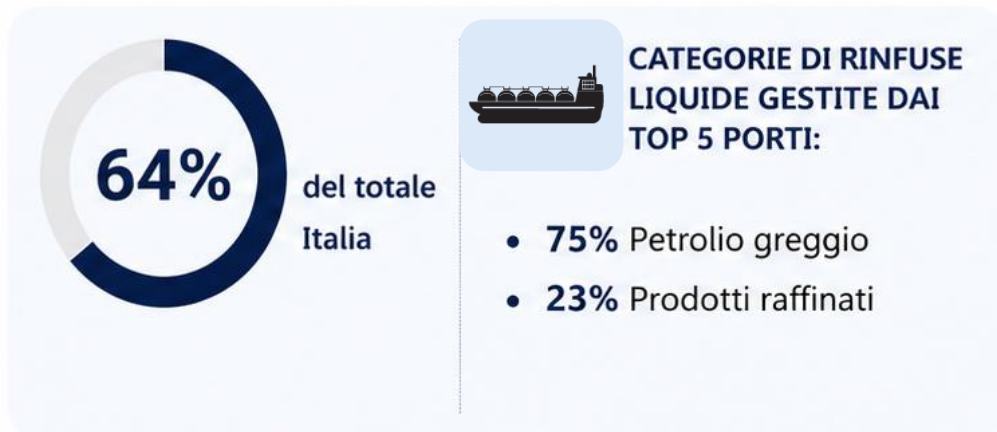 64%
del totale
Italia
CATEGORIE DI RINFUSE
LIQUIDE GESTITE DAI
TOP 5 PORTI:
• 75% Petrolio greggio
• 23% Prodotti raffinati